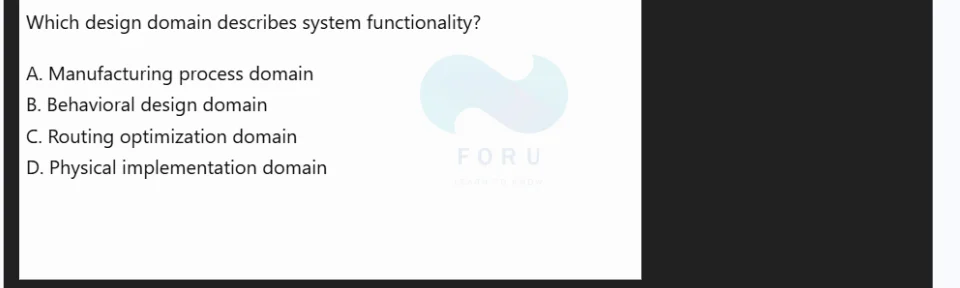 Which design domain describes system functionality?
A. Manufacturing process domain
B. Behavioral design domain
C. Routing optimization domain
D. Physical implementation domain
FORU